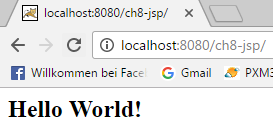 localhost:8080/ch8-jsp/
localhost:8080/ch8-jsp/
Willkommen bei Facel Gmail PXM3
Hello World!